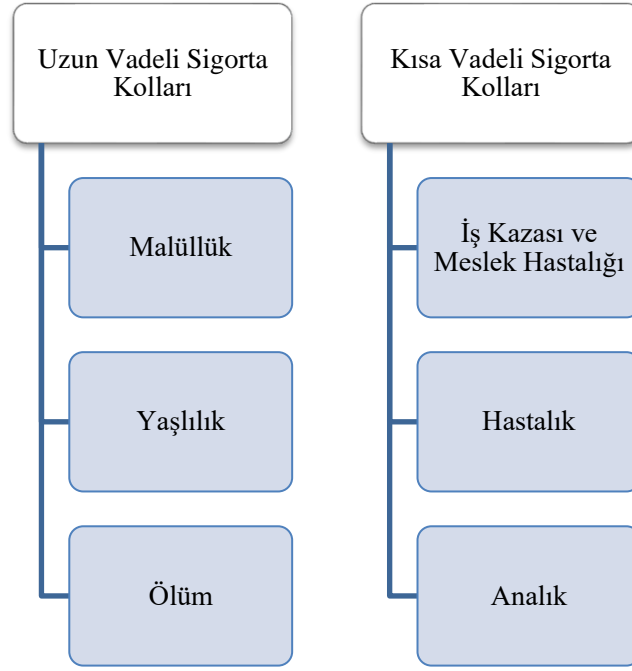 Uzun Vadeli Sigorta
Kolları
Malüllük
Yaşlılık
Ölüm
Kısa Vadeli Sigorta
Kolları
İş Kazası ve
Meslek Hastalığı
Hastalık
Analık